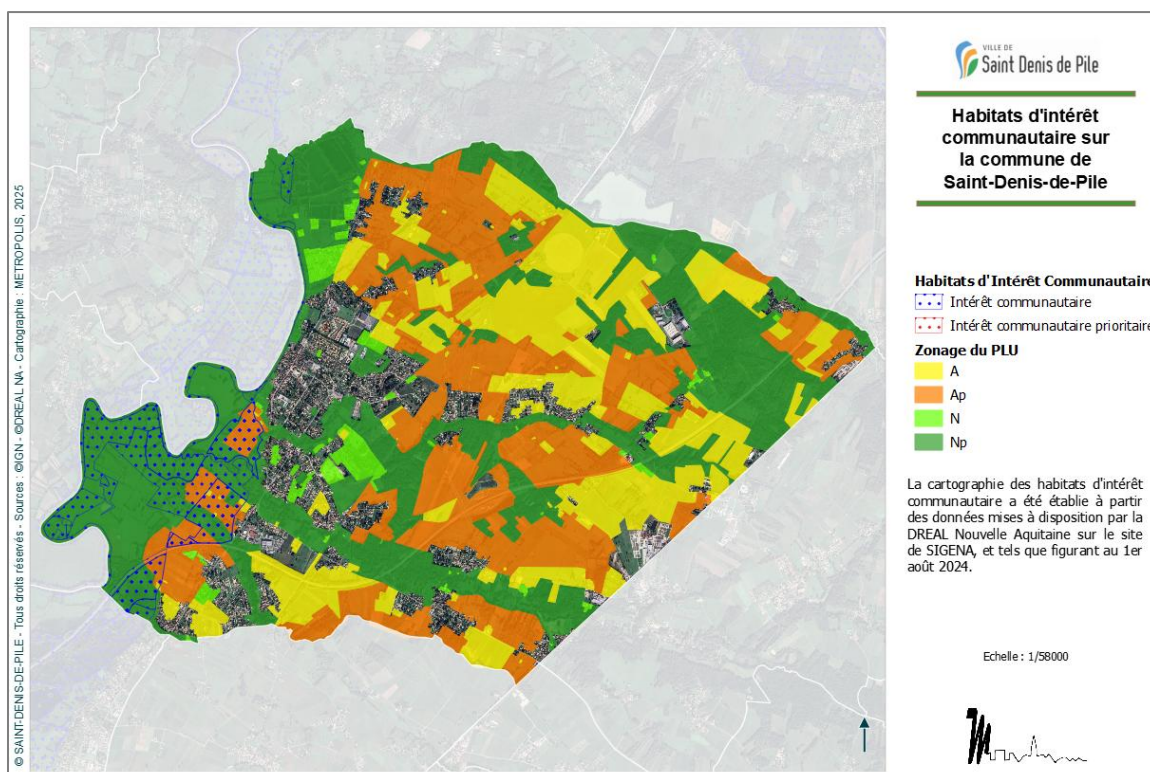 VILLE DE
Saint Denis de Pile
Habitats d'intérêt
communautaire sur
la commune de
Saint-Denis-de-Pile
Habitats d'Intérêt Communautaire
Intérêt communautaire
Intérêt communautaire prioritaire
Zonage du PLU
A
Ap
N
Np
La cartographie des habitats d'intérêt
communautaire a été établie à partir
des données mises à disposition par la
DREAL Nouvelle Aquitaine sur le site
de SIGENA, et tels que figurant au 1er
août 2024.
Echelle : 1/58000
© SAINT-DENIS-DE-PILE - Tous droits réservés - Sources : ©IGN - ©DREAL NA - Cartographie : METROPOLIS, 2025